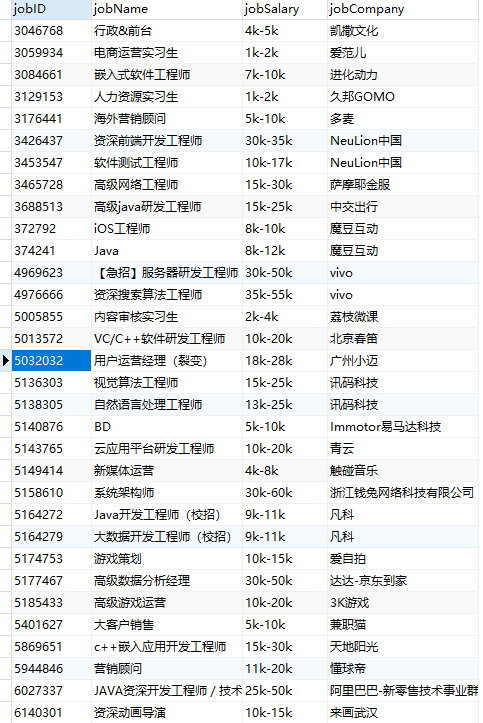 jobID jobName jobSalary jobCompany
3046768 行政&前台 4k-5k 凯撒文化
3059934 电商运营实习生 1k-2k 爱范儿
3084661 嵌入式软件工程师 7k-10k 进化动力
3129153 人力资源实习生 1k-2k 久邦GOMO
3176441 海外营销顾问 5k-10k 多麦
3426437 资深前端开发工程师 30k-35k NeuLion中国
3453547 软件测试工程师 10k-17k NeuLion中国
3465728 高级网络工程师 15k-30k 萨摩耶金服
3688513 高级java研发工程师 15k-25k 中交出行
372792 iOS工程师 8k-10k 魔豆互动
374241 Java 8k-12k 魔豆互动
4969623 【急招】服务器研发工程师 30k-50k vivo
4976666 资深搜索算法工程师 35k-55k vivo
5005855 内容审核实习生 2k-4k 荔枝微课
5013572 VC/C++软件研发工程师 10k-20k 北京春笛
5032032 用户运营经理（裂变） 18k-28k 广州小迈
5136303 视觉算法工程师 15k-25k 讯码科技
5138305 自然语言处理工程师 13k-25k 讯码科技
5140876 BD 5k-10k Immotor易马达科技
5143765 云应用平台研发工程师 10k-20k 青云
5149414 新媒体运营 4k-8k 触碰音乐
5158610 系统架构师 30k-60k 浙江钱兔网络科技有限公司
5164272 Java开发工程师（校招） 9k-11k 凡科
5164279 大数据开发工程师（校招） 9k-11k 凡科
5174753 游戏策划 10k-15k 爱自拍
5177467 高级数据分析经理 30k-50k 达达-京东到家
5185433 高级游戏运营 10k-20k 3K游戏
5401627 大客户销售 5k-10k 兼职猫
5869651 c++嵌入应用开发工程师 15k-30k 天地阳光
5944846 营销顾问 11k-20k 懂球帝
6027337 JAVA资深开发工程师 / 技术 25k-50k 阿里巴巴-新零售技术事业群
6140301 资深动画导演 10k-15k 来画武汉